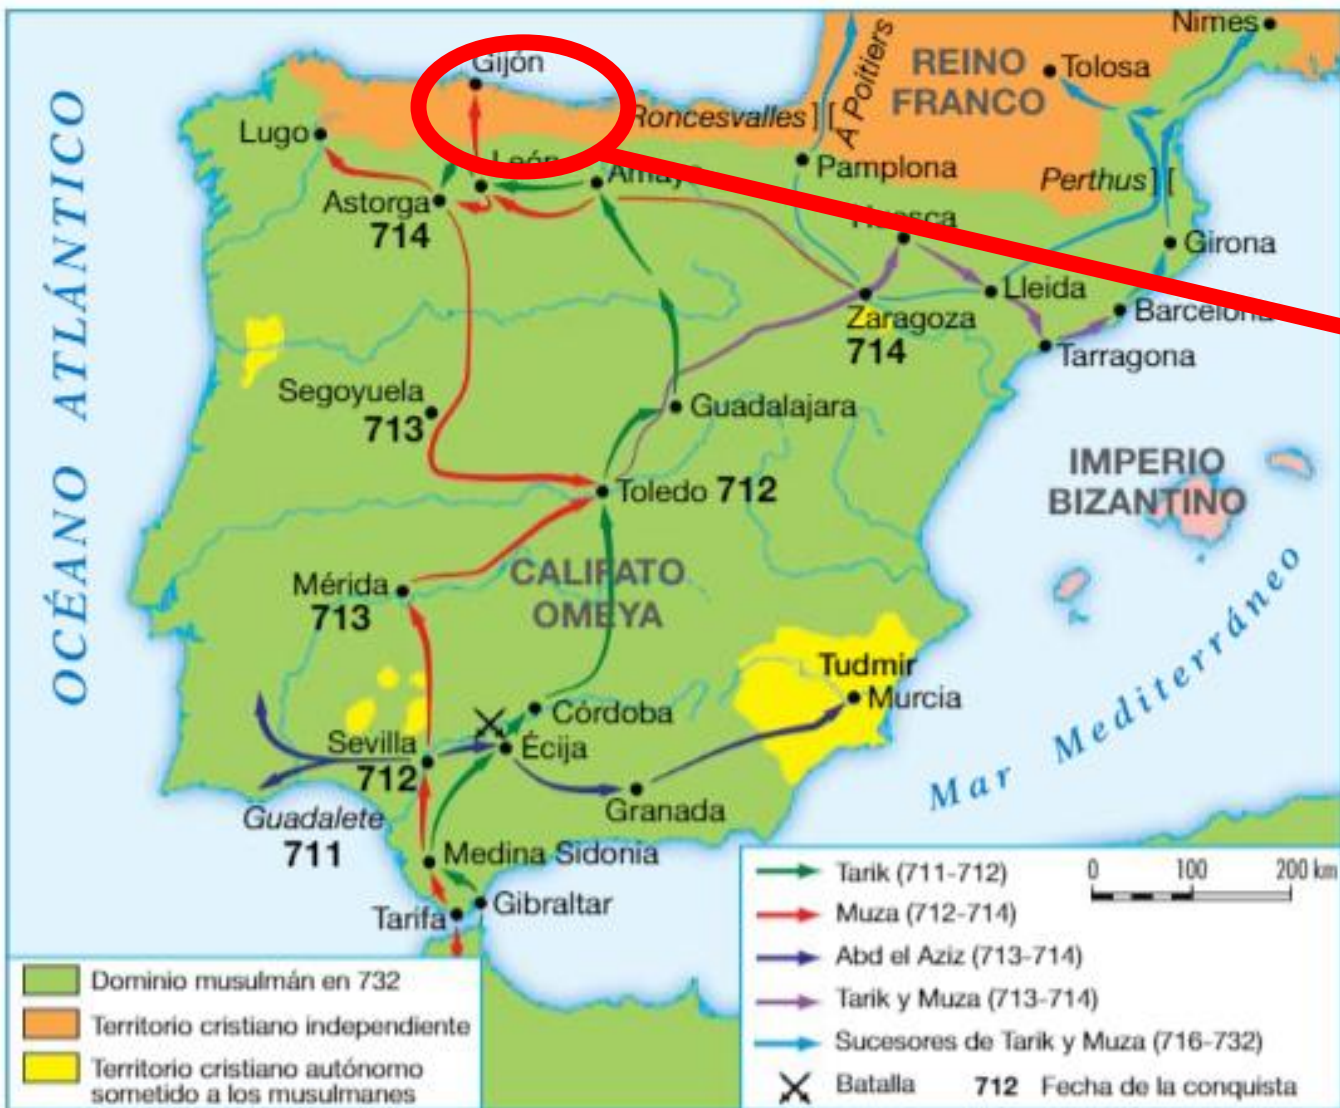 Nimes
Gijón
REINO
FRANCO
Tolosa
Á Poitiers
Roncesvalles
Lugo
León
Pamplona
Perthus
Astorga
714
Girona
Lleida
Zaragoza
714
Barcelona
Tarragona
OCÉANO ATLÁNTICO
Segoyuela
713
Guadalajara
IMPERIO
BIZANTINO
Toledo 712
Mérida
713
CALIFATO
OMEYA
Tudmir
Murcia
Mar Mediterráneo
Córdoba
Sevilla
712
Écija
Granada
Guadalete
711
Medina Sidonia
Gibraltar
Tarifa
Tarik (711-712)
0 100 200 km
Muza (712-714)
Abd el Aziz (713-714)
Tarik y Muza (713-714)
Sucesores de Tarik y Muza (716-732)
Batalla 712 Fecha de la conquista
Dominio musulmán en 732
Territorio cristiano independiente
Territorio cristiano autónomo
sometido a los musulmanes